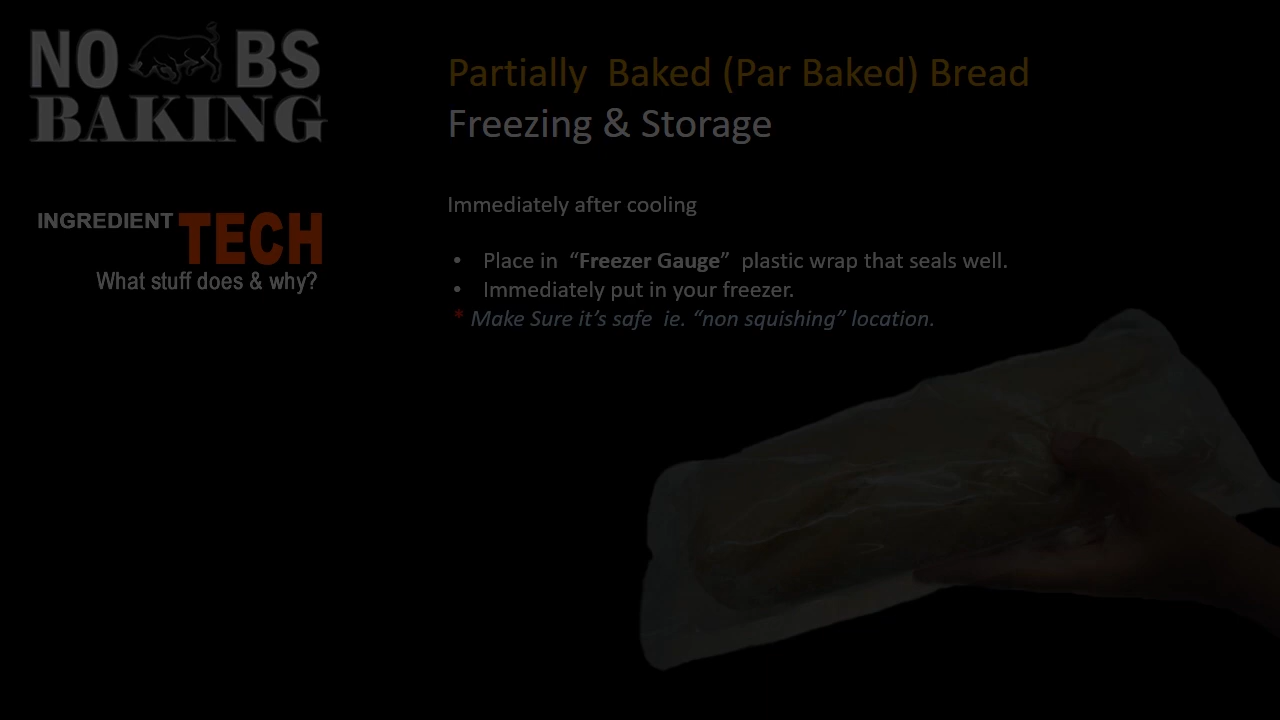 NO BS
BAKING
INGREDIENT TECH
What stuff does & why?
Partially  Baked (Par Baked) Bread
Freezing & Storage
Immediately after cooling
• Place in  “Freezer Gauge”  plastic wrap that seals well.
• Immediately put in your freezer.
* Make Sure it’s safe  ie. “non squishing” location.